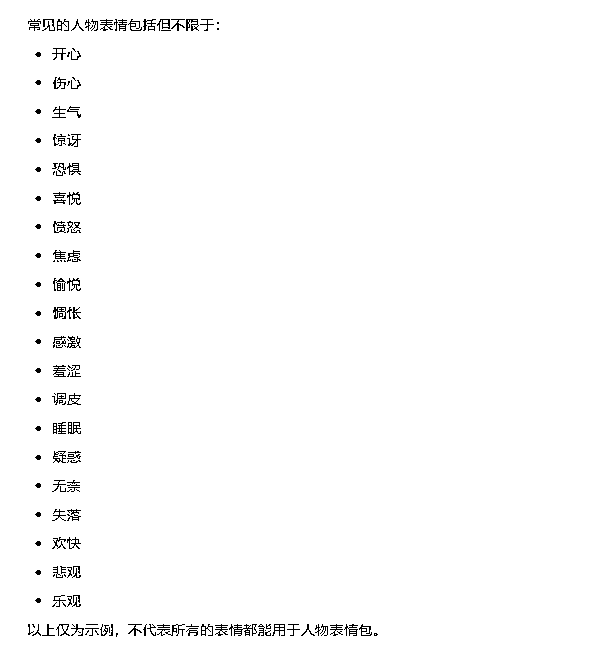 常见的人物表情包括但不限于：
• 开心
• 伤心
• 生气
• 惊讶
• 恐惧
• 喜悦
• 愤怒
• 焦虑
• 愉悦
• 惆怅
• 感激
• 羞涩
• 调皮
• 睡眠
• 疑惑
• 无奈
• 失落
• 欢快
• 悲观
• 乐观
以上仅为示例，不代表所有的表情都能用于人物表情包。